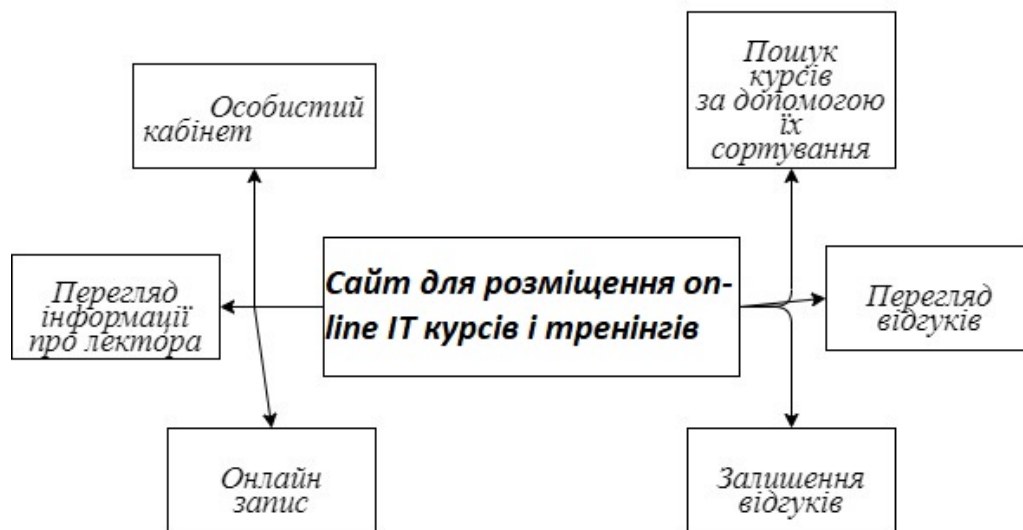 Особистий
кабінет
Пошук
курсів
за допомогою
їх
сортування
Перегляд
інформації
про лектора
Сайт для розміщення on-
line IT курсів і тренінгів
Перегляд
відгуків
Онлайн
запис
Залишення
відгуків